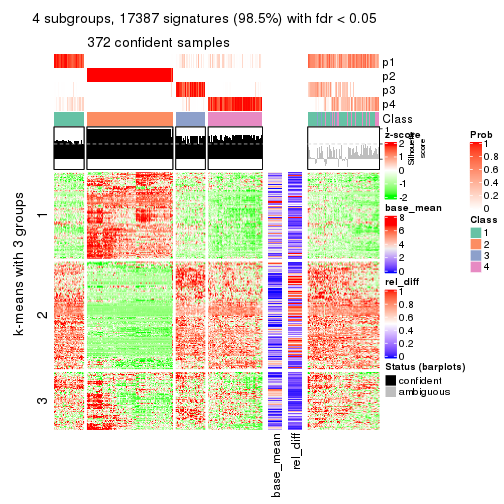 4 subgroups, 17387 signatures (98.5%) with fdr < 0.05
372 confident samples
p1
p2
p3
p4
Class
1
Silhouette
score
k-means with 3 groups
1
2
3
base_mean
rel_diff
z-score
2
1
0
-1
-2
base_mean
8
6
4
2
0
rel_diff
1
0.8
0.6
0.4
0.2
0
Status (barplots)
confident
ambiguous
Prob
1
0.8
0.6
0.4
0.2
0
Class
1
2
3
4